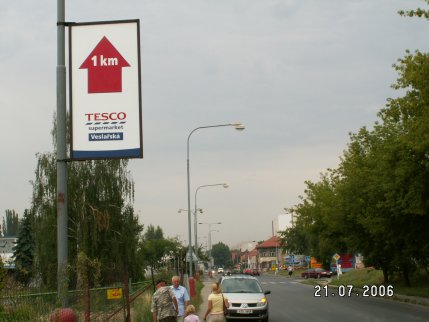 1 km
TESCO
supermarket
Veslařská
21.07.2006